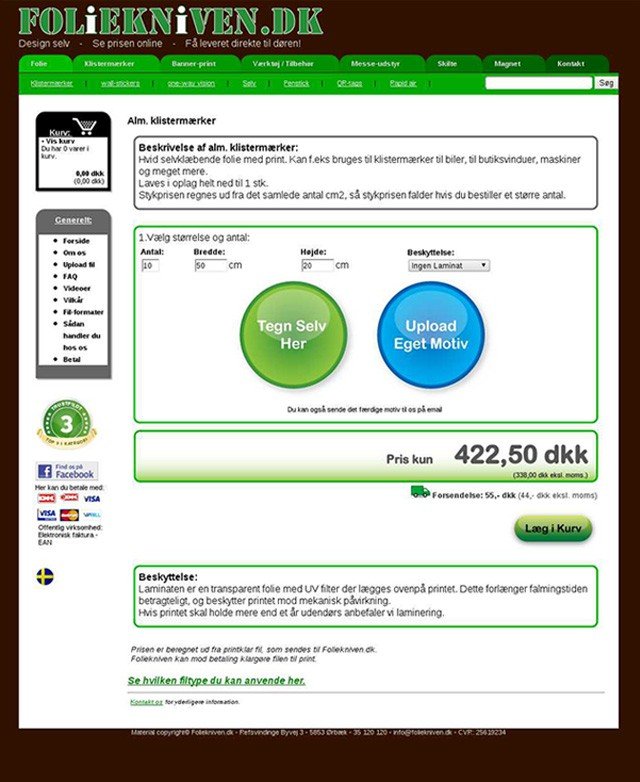 FOLiEKNiVEN.DK
Design selv - Se prisen online - Få leveret direkte til døren!
Folie Klistermærker Banner-print Værktøj / Tilbehør Messe-udstyr Skilte Magnet Kontakt
Klistermærker | wall-stickers | one-way vision | Sølv | Penstick | QR-tags | Rapid air | Søg
Kurv:
• Vis kurv
Du har 0 varer i
kurv.
0,00 dkk
(0,00 dkk)
Generelt:
• Forside
• Om os
• Upload fil
• FAQ
• Videoer
• Vilkår
• Fil-formater
• Sådan
handler du
hos os
• Betal
TRUSTPILOT
3
TOP 3 I KATEGORI
Find os på
Facebook
Her kan du betale med:
VISA
VISA MasterCard
Offentlig virksomhed:
Elektronisk faktura -
EAN
Alm. klistermærker
Beskrivelse af alm. klistermærker:
Hvid selvklæbende folie med print. Kan f.eks bruges til klistermærker til biler, til butiksvinduer, maskiner
og meget mere.
Laves i oplag helt ned til 1 stk.
Stykprisen regnes ud fra det samlede antal cm2, så stykprisen falder hvis du bestiller et større antal.
1.Vælg størrelse og antal:
Antal: Bredde: Højde: Beskyttelse:
10 50 cm 20 cm Ingen Laminat
Tegn Selv
Her
Upload
Eget Motiv
Du kan også sende det færdige motiv til os på email
Pris kun 422,50 dkk
(338,00 dkk eksl. moms.)
Forsendelse: 55,- dkk (44,- dkk eksl. moms)
Læg i Kurv
Beskyttelse:
Laminaten er en transparent folie med UV filter der lægges ovenpå printet. Dette forlænger falmingstiden
betragteligt, og beskytter printet mod mekanisk påvirkning.
Hvis printet skal holde mere end et år udendørs anbefaler vi laminering.
Prisen er beregnet ud fra printklar fil, som sendes til Foliekniven.dk.
Foliekniven kan mod betaling klargøre filen til print.
Se hvilken filtype du kan anvende her.
Kontakt os for yderligere information.
Material copyright© Foliekniven.dk - Refsvindinge Byvej 3 - 5853 Ørbæk - 35 120 120 - info@foliekniven.dk - CVR: 25619234